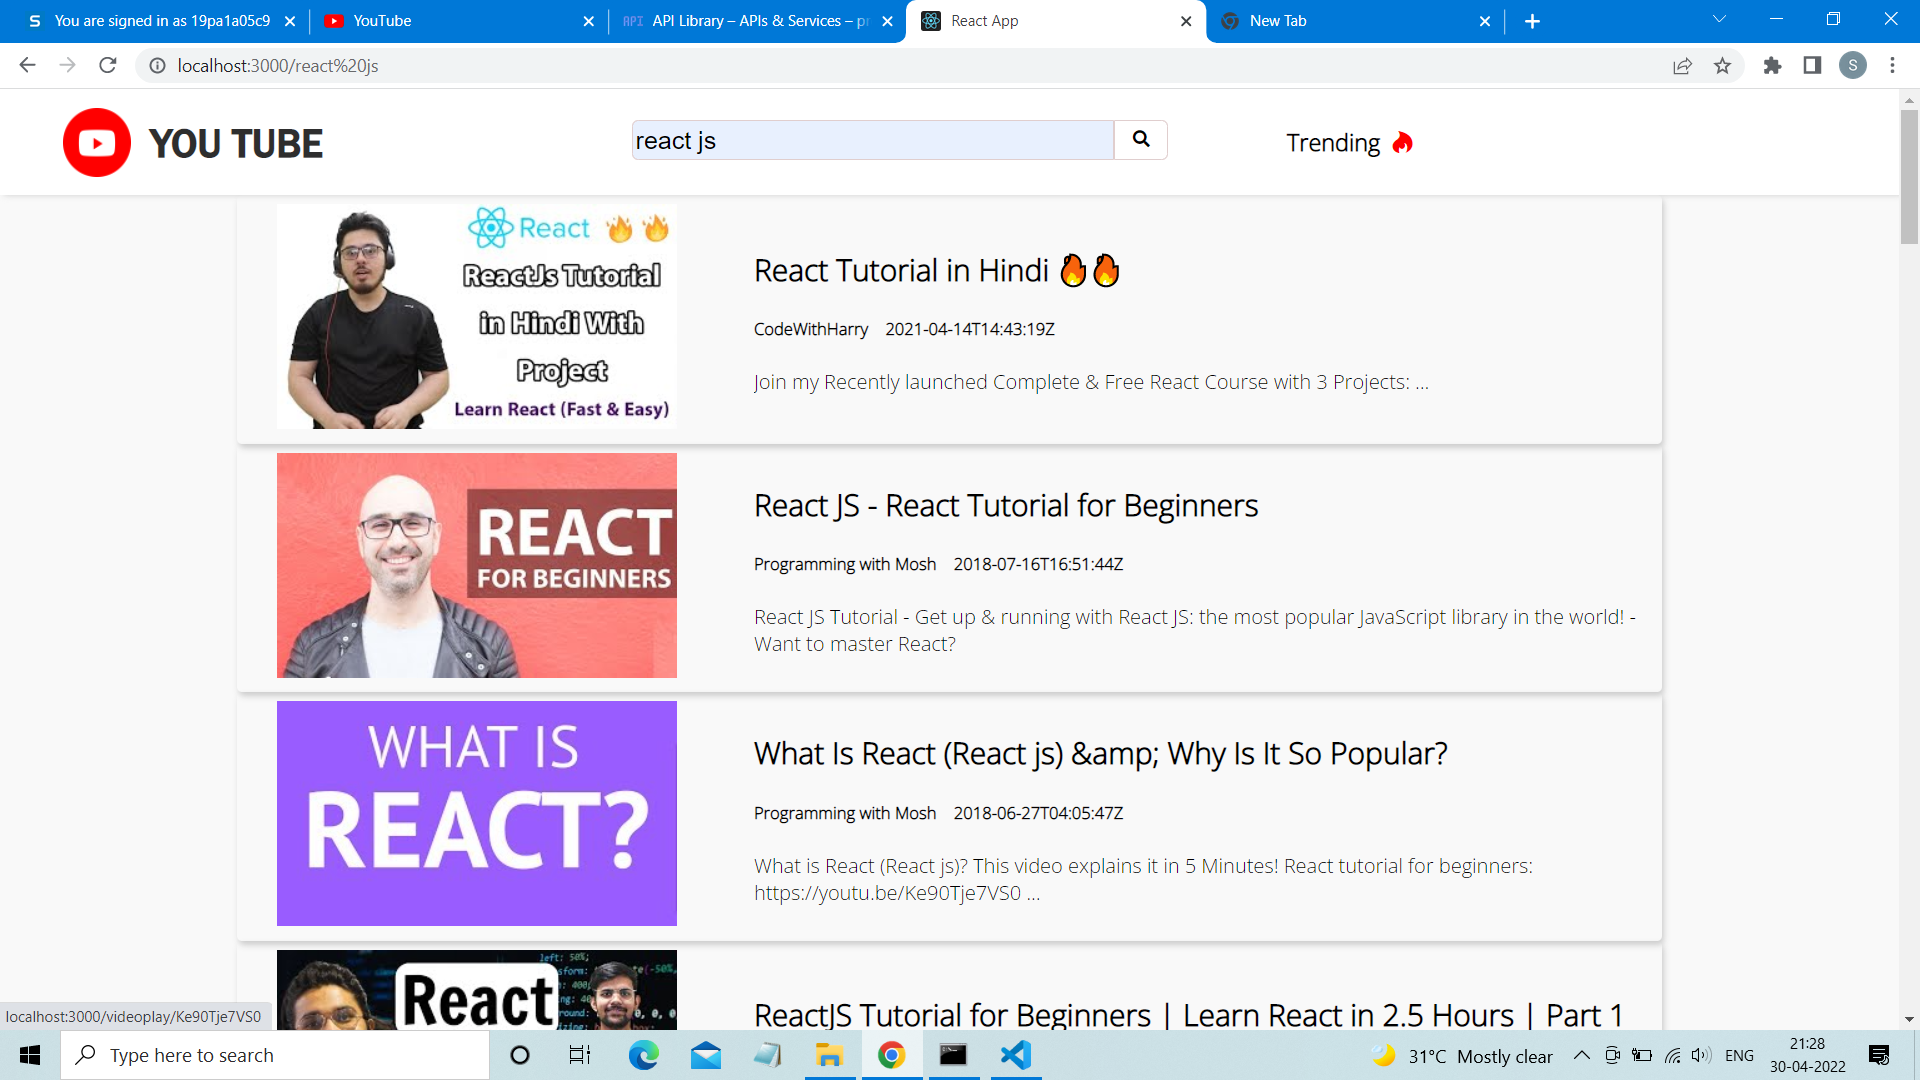 You are signed in as 19pa1a05c9
YouTube
API Library – APIs & Services – pr
React App
New Tab
localhost:3000/react%20js
S
YOU TUBE
react js
Trending
React
ReactJs Tutorial
in Hindi With
Project
Learn React (Fast & Easy)
React Tutorial in Hindi 🔥🔥
CodeWithHarry 2021-04-14T14:43:19Z
Join my Recently launched Complete & Free React Course with 3 Projects: ...
REACT
FOR BEGINNERS
React JS - React Tutorial for Beginners
Programming with Mosh 2018-07-16T16:51:44Z
React JS Tutorial - Get up & running with React JS: the most popular JavaScript library in the world! -
Want to master React?
WHAT IS
REACT?
What Is React (React js) &amp;amp; Why Is It So Popular?
Programming with Mosh 2018-06-27T04:05:47Z
What is React (React js)? This video explains it in 5 Minutes! React tutorial for beginners:
https://youtu.be/Ke90Tje7VS0 ...
React
left: 50%;
ReactJS Tutorial for Beginners | Learn React in 2.5 Hours | Part 1
localhost:3000/videoplay/Ke90Tje7VS0
Type here to search
31°C Mostly clear
ENG
21:28
30-04-2022